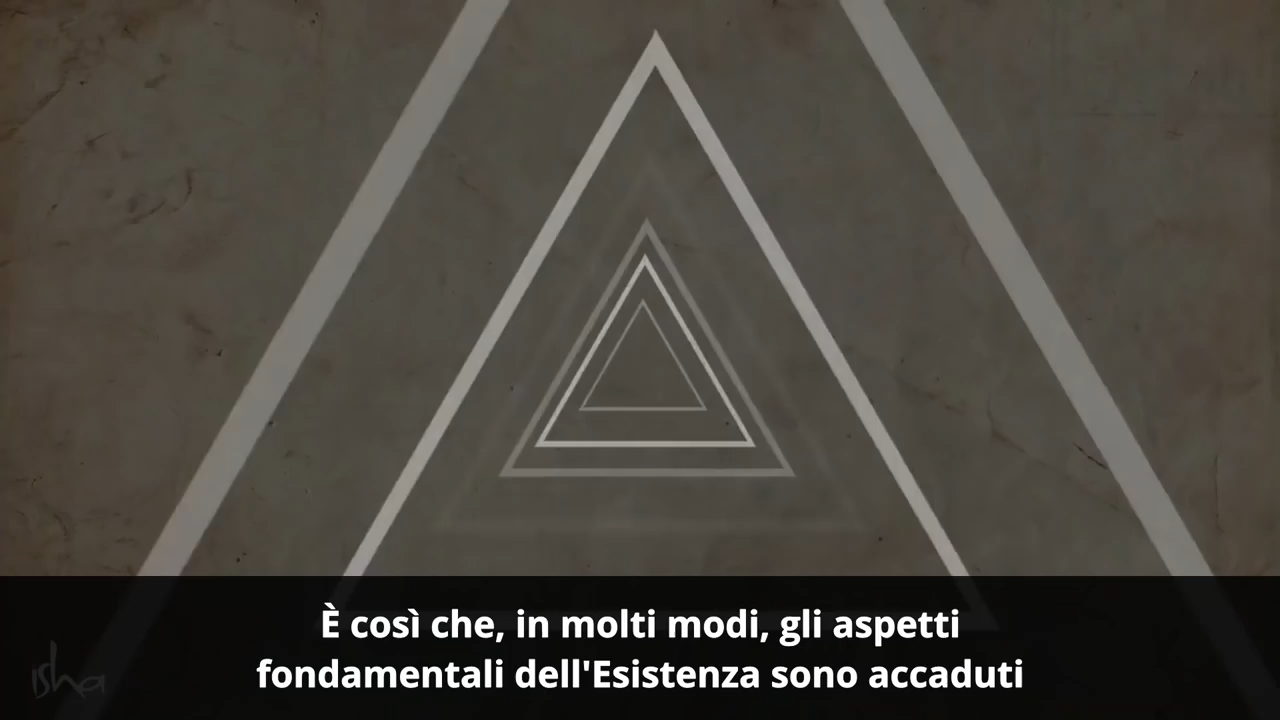 È così che, in molti modi, gli aspetti
fondamentali dell'Esistenza sono accaduti
isha